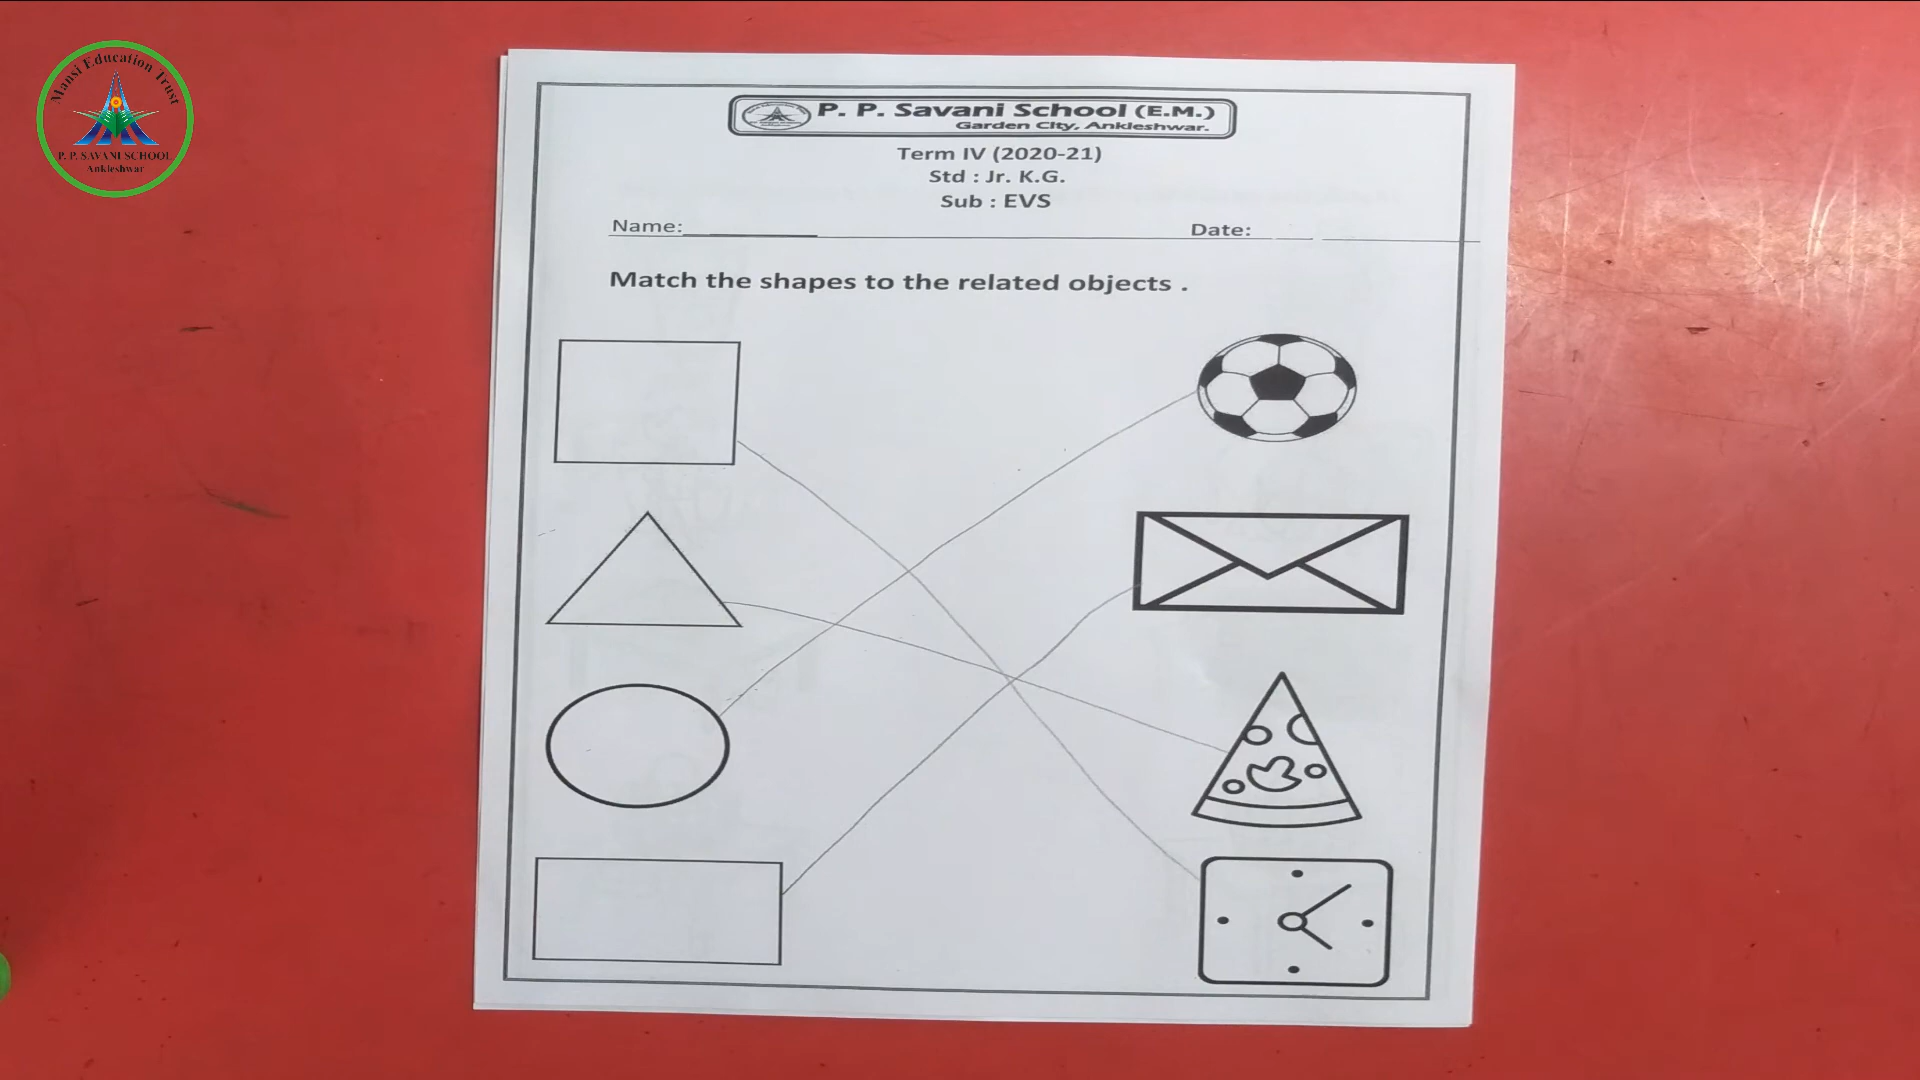 Mansi Education Trust
P. P. SAVANI SCHOOL
Ankleshwar
P. P. Savani School (E.M.)
Garden City, Ankleshwar.
Term IV (2020-21)
Std : Jr. K.G.
Sub : EVS
Name: Date:
Match the shapes to the related objects .